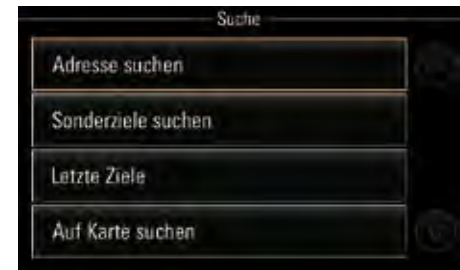 Suche
Adresse suchen
Sonderziele suchen
Letzte Ziele
Auf Karte suchen